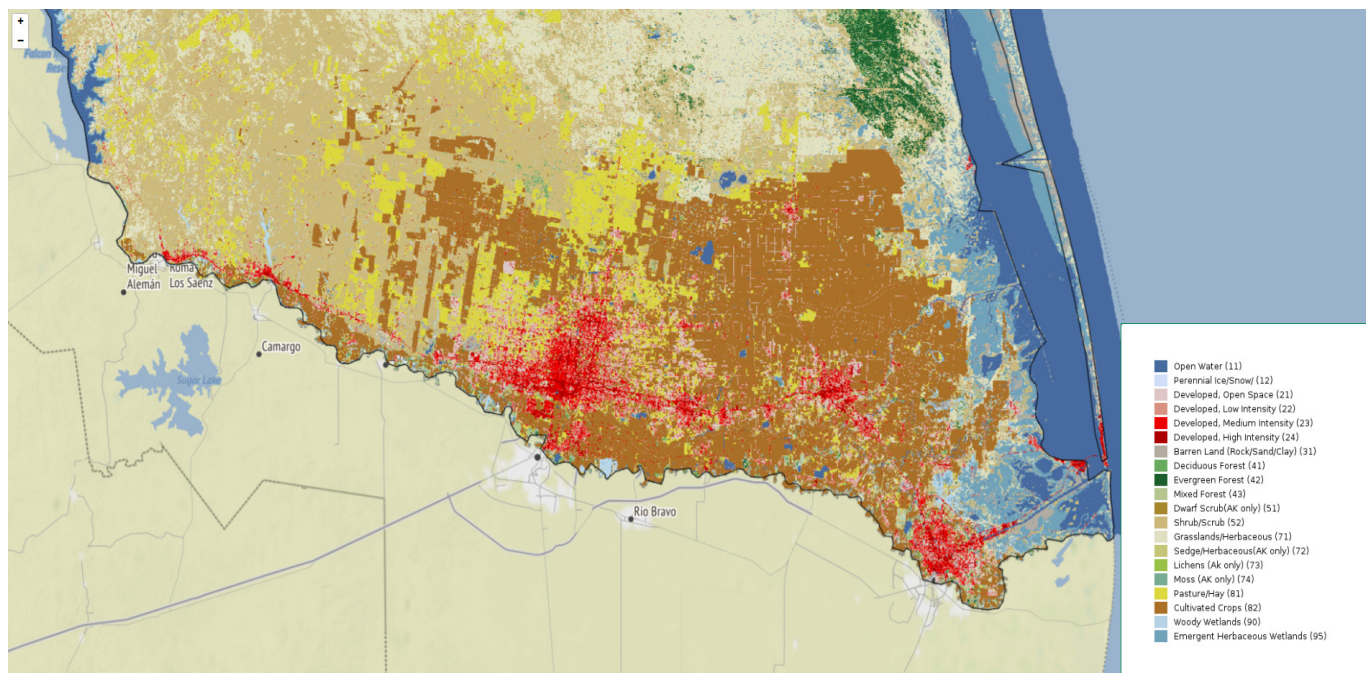 +
−
Falcon
Miguel
Alemán
Roma
Los Saenz
Camargo
Sugar Lake
Rio Bravo
Open Water (11)
Perennial Ice/Snow/ (12)
Developed, Open Space (21)
Developed, Low Intensity (22)
Developed, Medium Intensity (23)
Developed, High Intensity (24)
Barren Land (Rock/Sand/Clay) (31)
Deciduous Forest (41)
Evergreen Forest (42)
Mixed Forest (43)
Dwarf Scrub(AK only) (51)
Shrub/Scrub (52)
Grasslands/Herbaceous (71)
Sedge/Herbaceous(AK only) (72)
Lichens (Ak only) (73)
Moss (AK only) (74)
Pasture/Hay (81)
Cultivated Crops (82)
Woody Wetlands (90)
Emergent Herbaceous Wetlands (95)